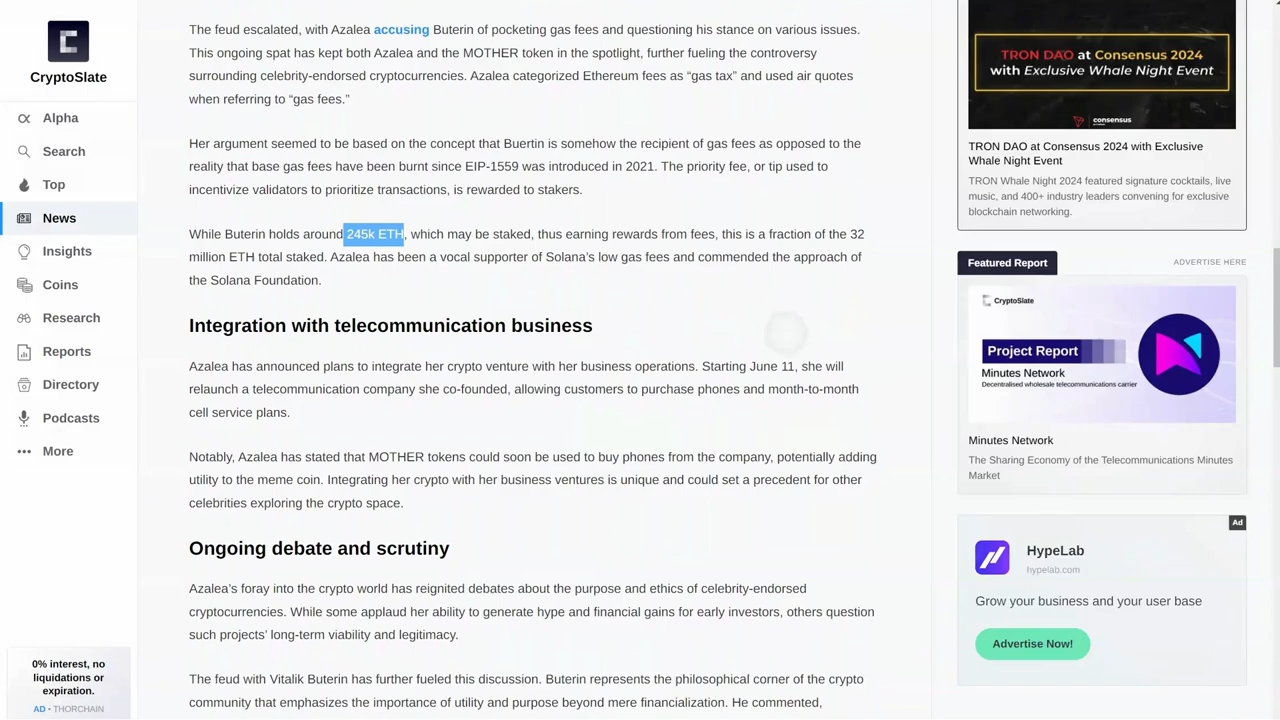 CryptoSlate
Alpha
Search
Top
News
Insights
Coins
Research
Reports
Directory
Podcasts
More
0% interest, no
liquidations or
expiration.
AD • THORCHAIN
The feud escalated, with Azalea accusing Buterin of pocketing gas fees and questioning his stance on various issues.
This ongoing spat has kept both Azalea and the MOTHER token in the spotlight, further fueling the controversy
surrounding celebrity-endorsed cryptocurrencies. Azalea categorized Ethereum fees as “gas tax” and used air quotes
when referring to “gas fees.”
Her argument seemed to be based on the concept that Buertin is somehow the recipient of gas fees as opposed to the
reality that base gas fees have been burnt since EIP-1559 was introduced in 2021. The priority fee, or tip used to
incentivize validators to prioritize transactions, is rewarded to stakers.
While Buterin holds around 245k ETH, which may be staked, thus earning rewards from fees, this is a fraction of the 32
million ETH total staked. Azalea has been a vocal supporter of Solana’s low gas fees and commended the approach of
the Solana Foundation.
Integration with telecommunication business
Azalea has announced plans to integrate her crypto venture with her business operations. Starting June 11, she will
relaunch a telecommunication company she co-founded, allowing customers to purchase phones and month-to-month
cell service plans.
Notably, Azalea has stated that MOTHER tokens could soon be used to buy phones from the company, potentially adding
utility to the meme coin. Integrating her crypto with her business ventures is unique and could set a precedent for other
celebrities exploring the crypto space.
Ongoing debate and scrutiny
Azalea’s foray into the crypto world has reignited debates about the purpose and ethics of celebrity-endorsed
cryptocurrencies. While some applaud her ability to generate hype and financial gains for early investors, others question
such projects’ long-term viability and legitimacy.
The feud with Vitalik Buterin has further fueled this discussion. Buterin represents the philosophical corner of the crypto
community that emphasizes the importance of utility and purpose beyond mere financialization. He commented,
TRON DAO at Consensus 2024
with Exclusive Whale Night Event
consensus
TRON DAO at Consensus 2024 with Exclusive
Whale Night Event
TRON Whale Night 2024 featured signature cocktails, live
music, and 400+ industry leaders convening for exclusive
blockchain networking.
Featured Report
ADVERTISE HERE
CryptoSlate
Project Report
Minutes Network
Decentralised wholesale telecommunications carrier
Minutes Network
The Sharing Economy of the Telecommunications Minutes
Market
Ad
HypeLab
hypelab.com
Grow your business and your user base
Advertise Now!